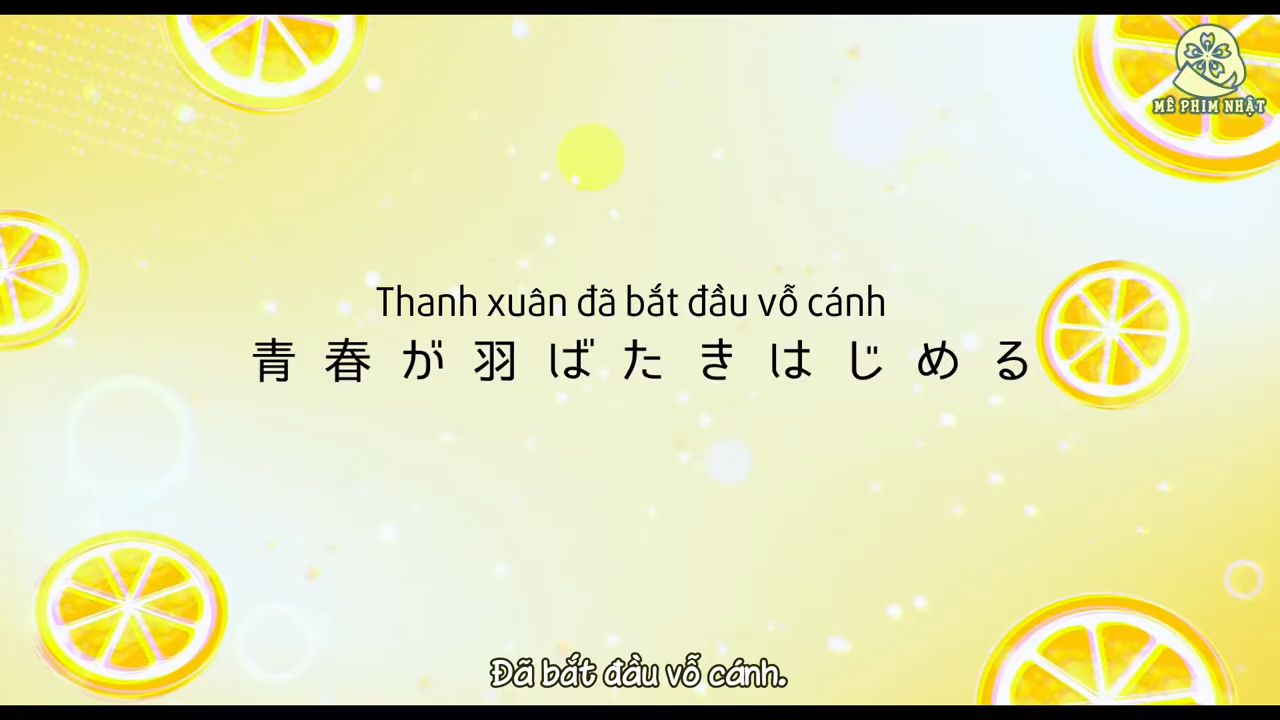 MÊ PHIM NHẬT
Thanh xuân đã bắt đầu vỗ cánh
青春が羽ばたきはじめる
Đã bắt đầu vỗ cánh.